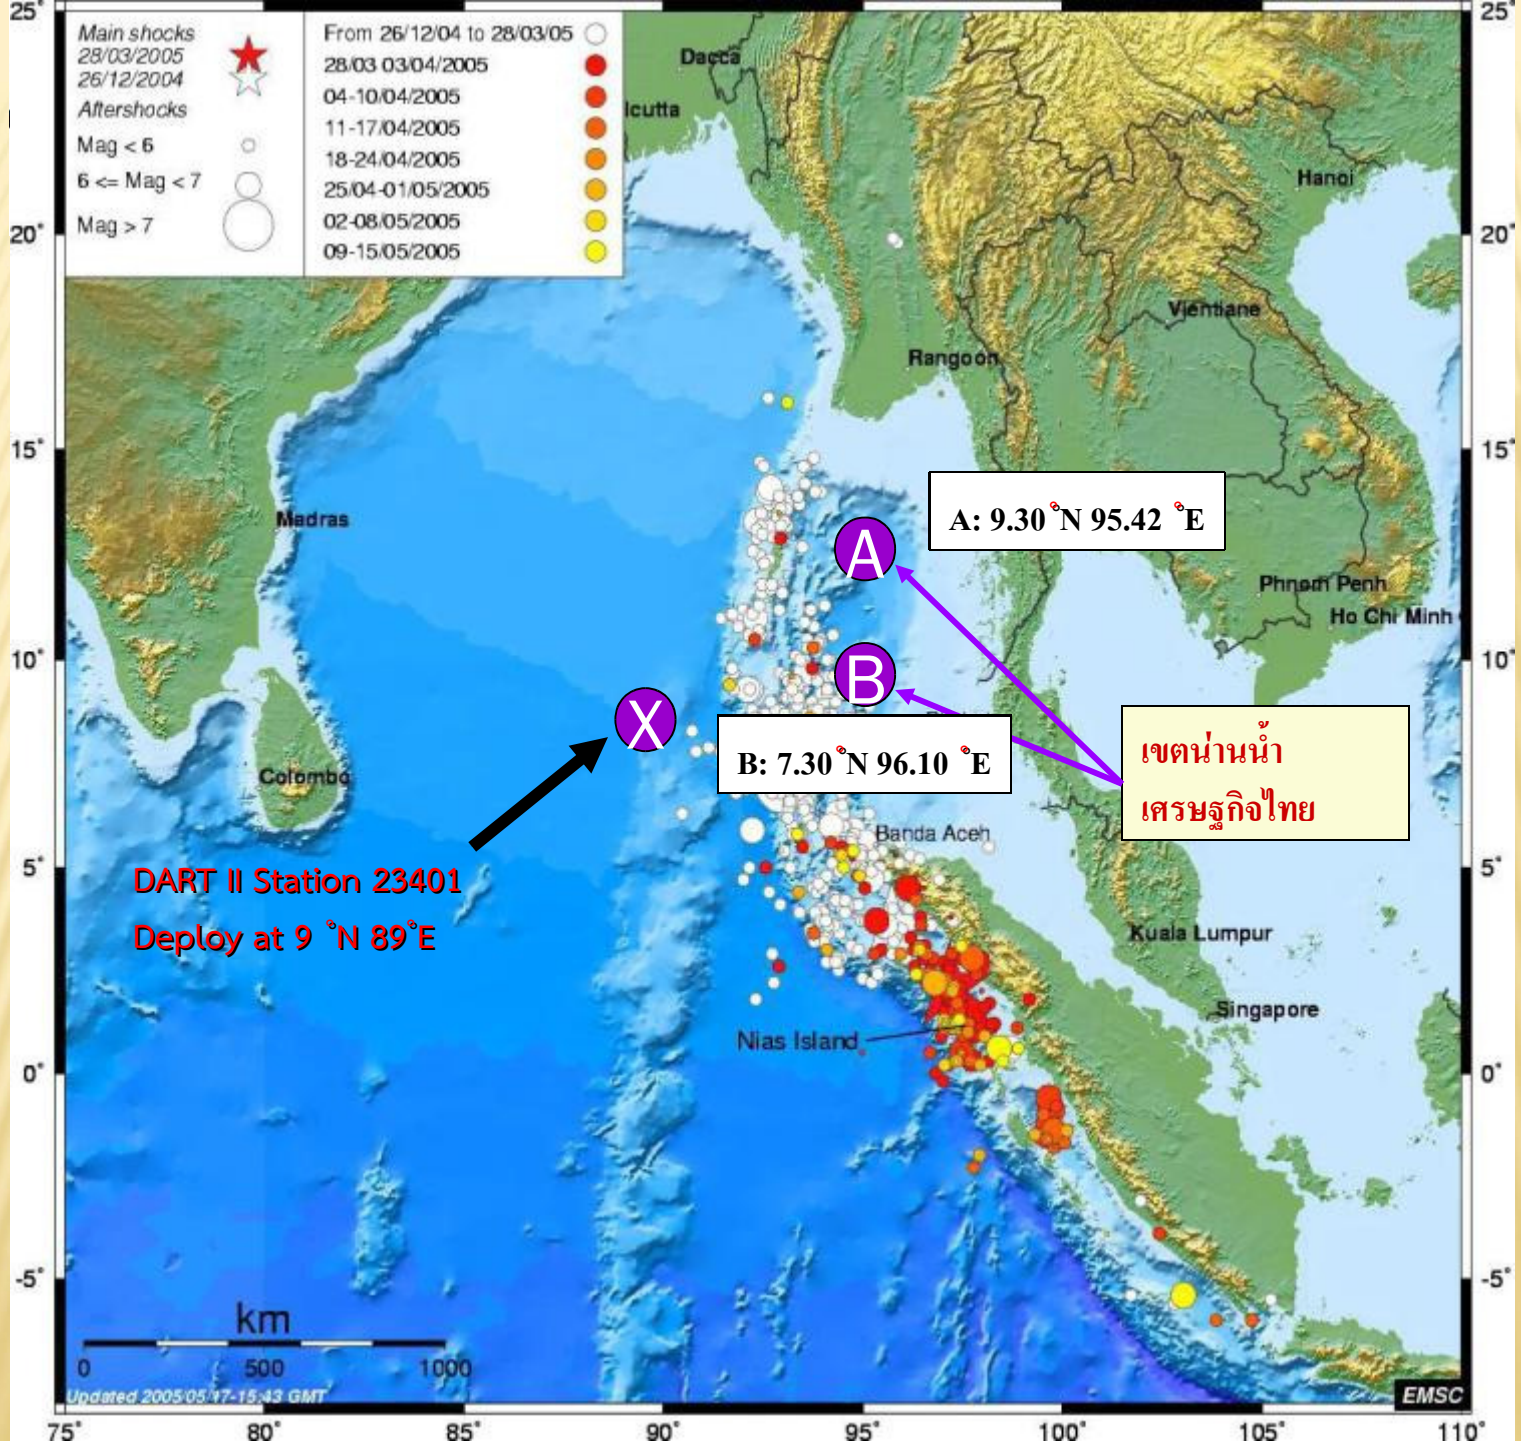 25° 25°
Main shocks
28/03/2005
26/12/2004
Aftershocks
Mag < 6
6 <= Mag < 7
Mag > 7
From 26/12/04 to 28/03/05
28/03 03/04/2005
04-10/04/2005
11-17/04/2005
18-24/04/2005
25/04-01/05/2005
02-08/05/2005
09-15/05/2005
Dacca
lcutta
Hanoi
20° 20°
Vientiane
Rangoon
15° 15°
Madras
A: 9.30 °N 95.42 °E
A
Phnom Penh
Ho Chi Minh
10° 10°
B
X
B: 7.30 °N 96.10 °E
เขตน่านน้ำ
เศรษฐกิจไทย
Colombo
Banda Aceh
5° 5°
DART II Station 23401
Deploy at 9 °N 89°E
Kuala Lumpur
Singapore
Nias Island
0° 0°
-5° -5°
km
0 500 1000
Updated 2005/05/17-15:43 GMT
EMSC
75° 80° 85° 90° 95° 100° 105° 110°